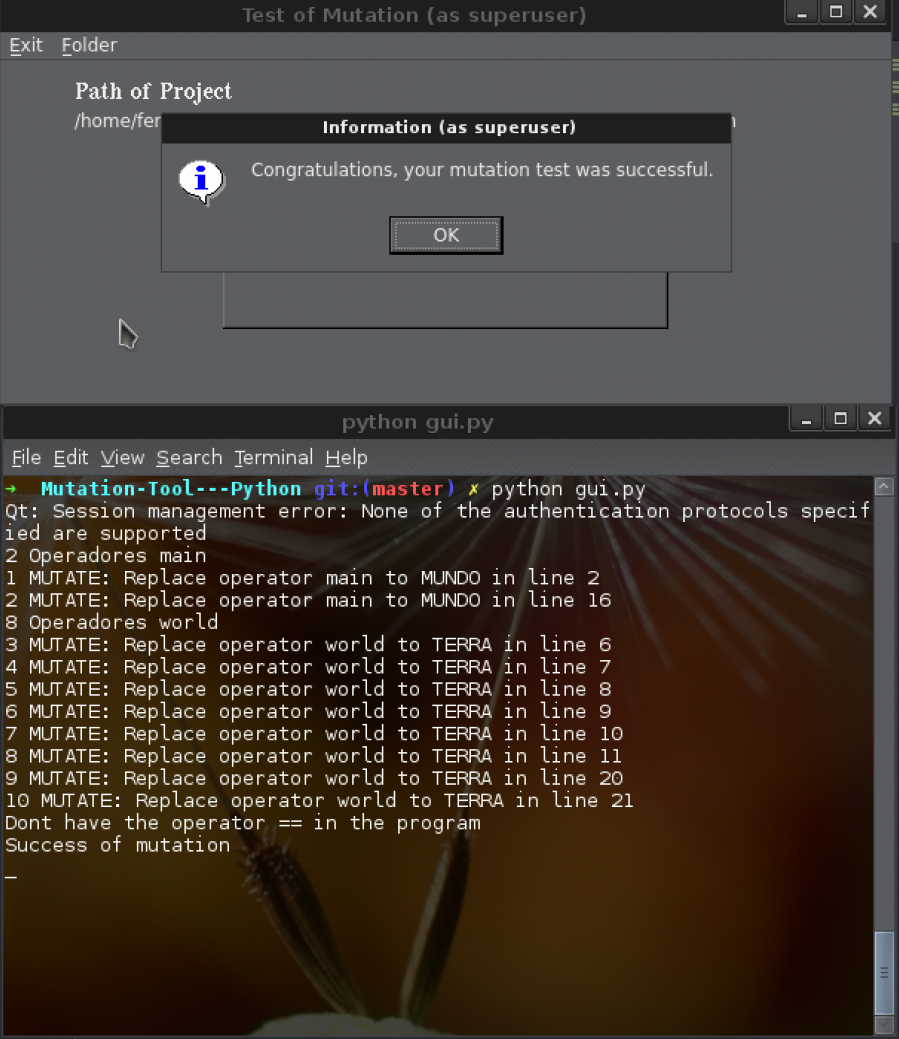 Test of Mutation (as superuser)
Exit Folder
Path of Project
/home/fer
Information (as superuser)
Congratulations, your mutation test was successful.
OK
python gui.py
File Edit View Search Terminal Help
→ Mutation-Tool---Python git:(master) ✗ python gui.py
Qt: Session management error: None of the authentication protocols specif
ied are supported
2 Operadores main
1 MUTATE: Replace operator main to MUNDO in line 2
2 MUTATE: Replace operator main to MUNDO in line 16
8 Operadores world
3 MUTATE: Replace operator world to TERRA in line 6
4 MUTATE: Replace operator world to TERRA in line 7
5 MUTATE: Replace operator world to TERRA in line 8
6 MUTATE: Replace operator world to TERRA in line 9
7 MUTATE: Replace operator world to TERRA in line 10
8 MUTATE: Replace operator world to TERRA in line 11
9 MUTATE: Replace operator world to TERRA in line 20
10 MUTATE: Replace operator world to TERRA in line 21
Dont have the operator == in the program
Success of mutation